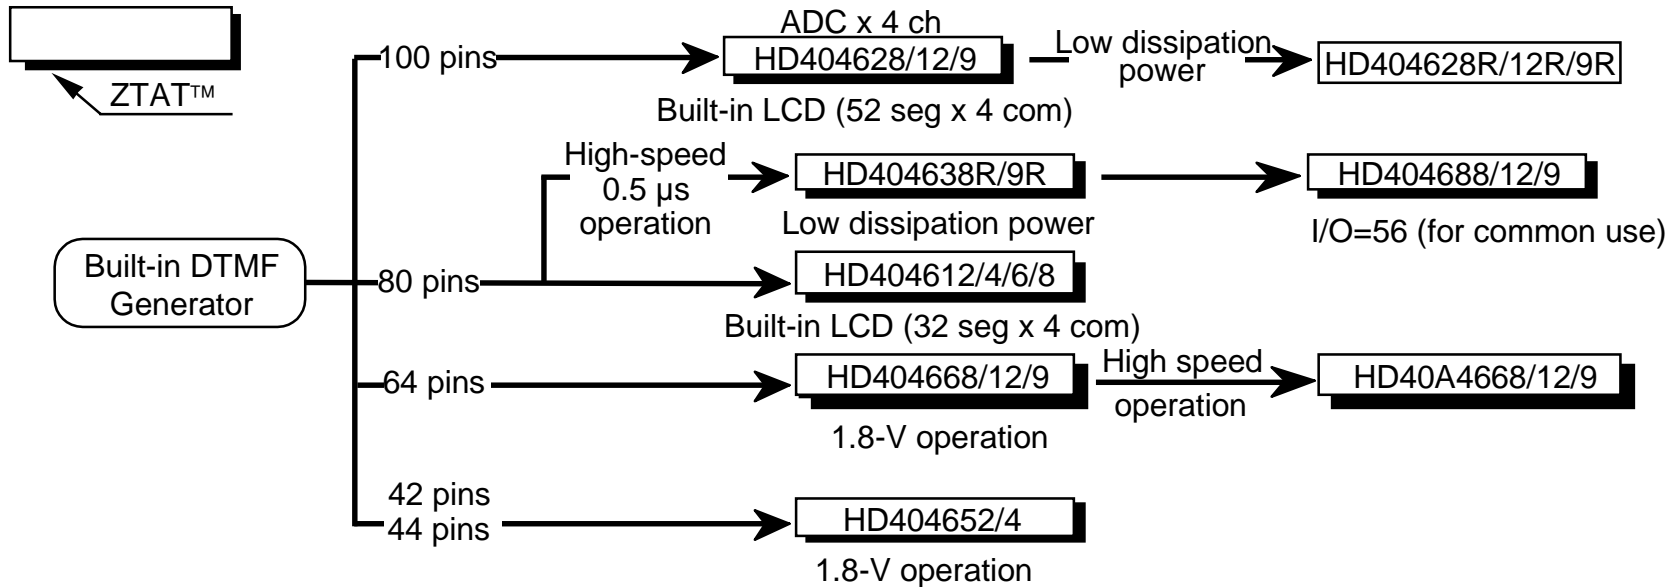 ZTAT™
Built-in DTMF
Generator
100 pins
ADC x 4 ch
HD404628/12/9
Built-in LCD (52 seg x 4 com)
Low dissipation
power
HD404628R/12R/9R
80 pins
High-speed
0.5 µs
operation
HD404638R/9R
Low dissipation power
HD404688/12/9
I/O=56 (for common use)
HD404612/4/6/8
Built-in LCD (32 seg x 4 com)
64 pins
HD404668/12/9
1.8-V operation
High speed
operation
HD40A4668/12/9
42 pins
44 pins
HD404652/4
1.8-V operation